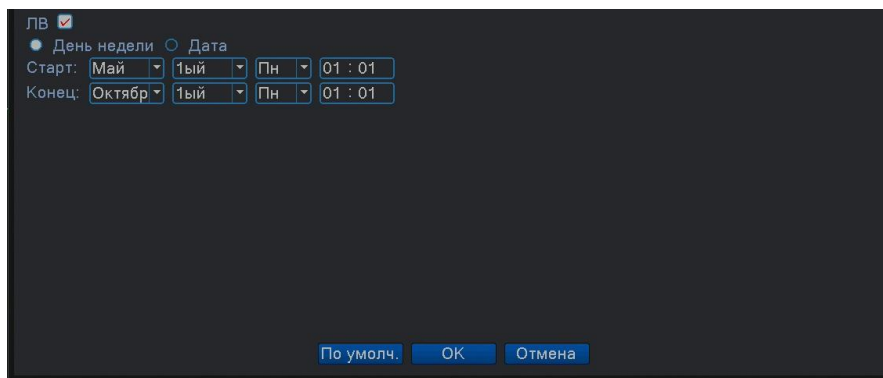 ЛВ
День недели Дата
Старт: Май 1ый Пн 01 : 01
Конец: Октябр 1ый Пн 01 : 01
По умолч. OK Отмена